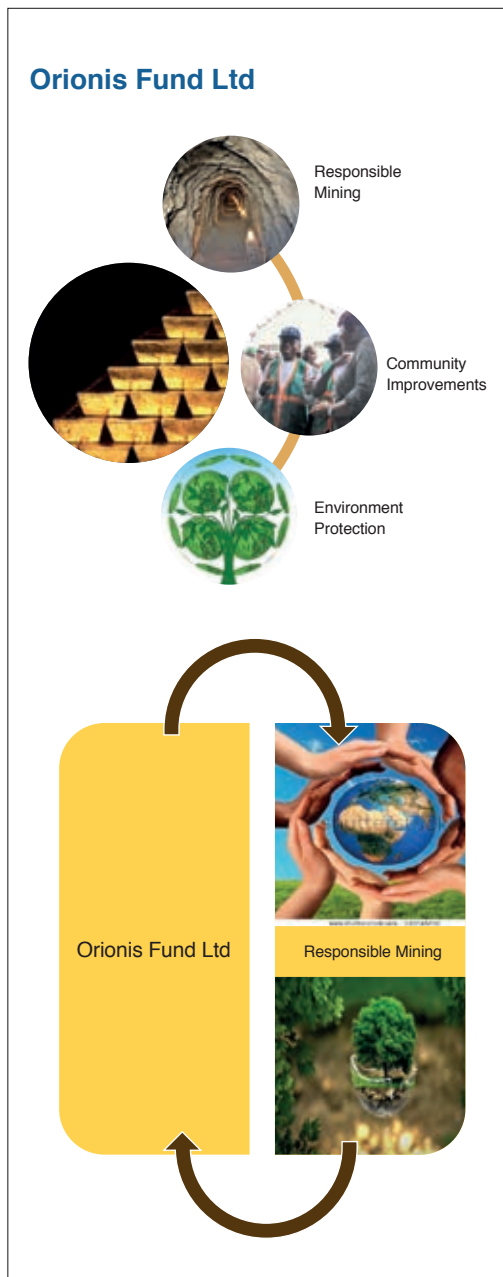 Orionis Fund Ltd
Responsible
Mining
Community
Improvements
Environment
Protection
Orionis Fund Ltd
Responsible Mining